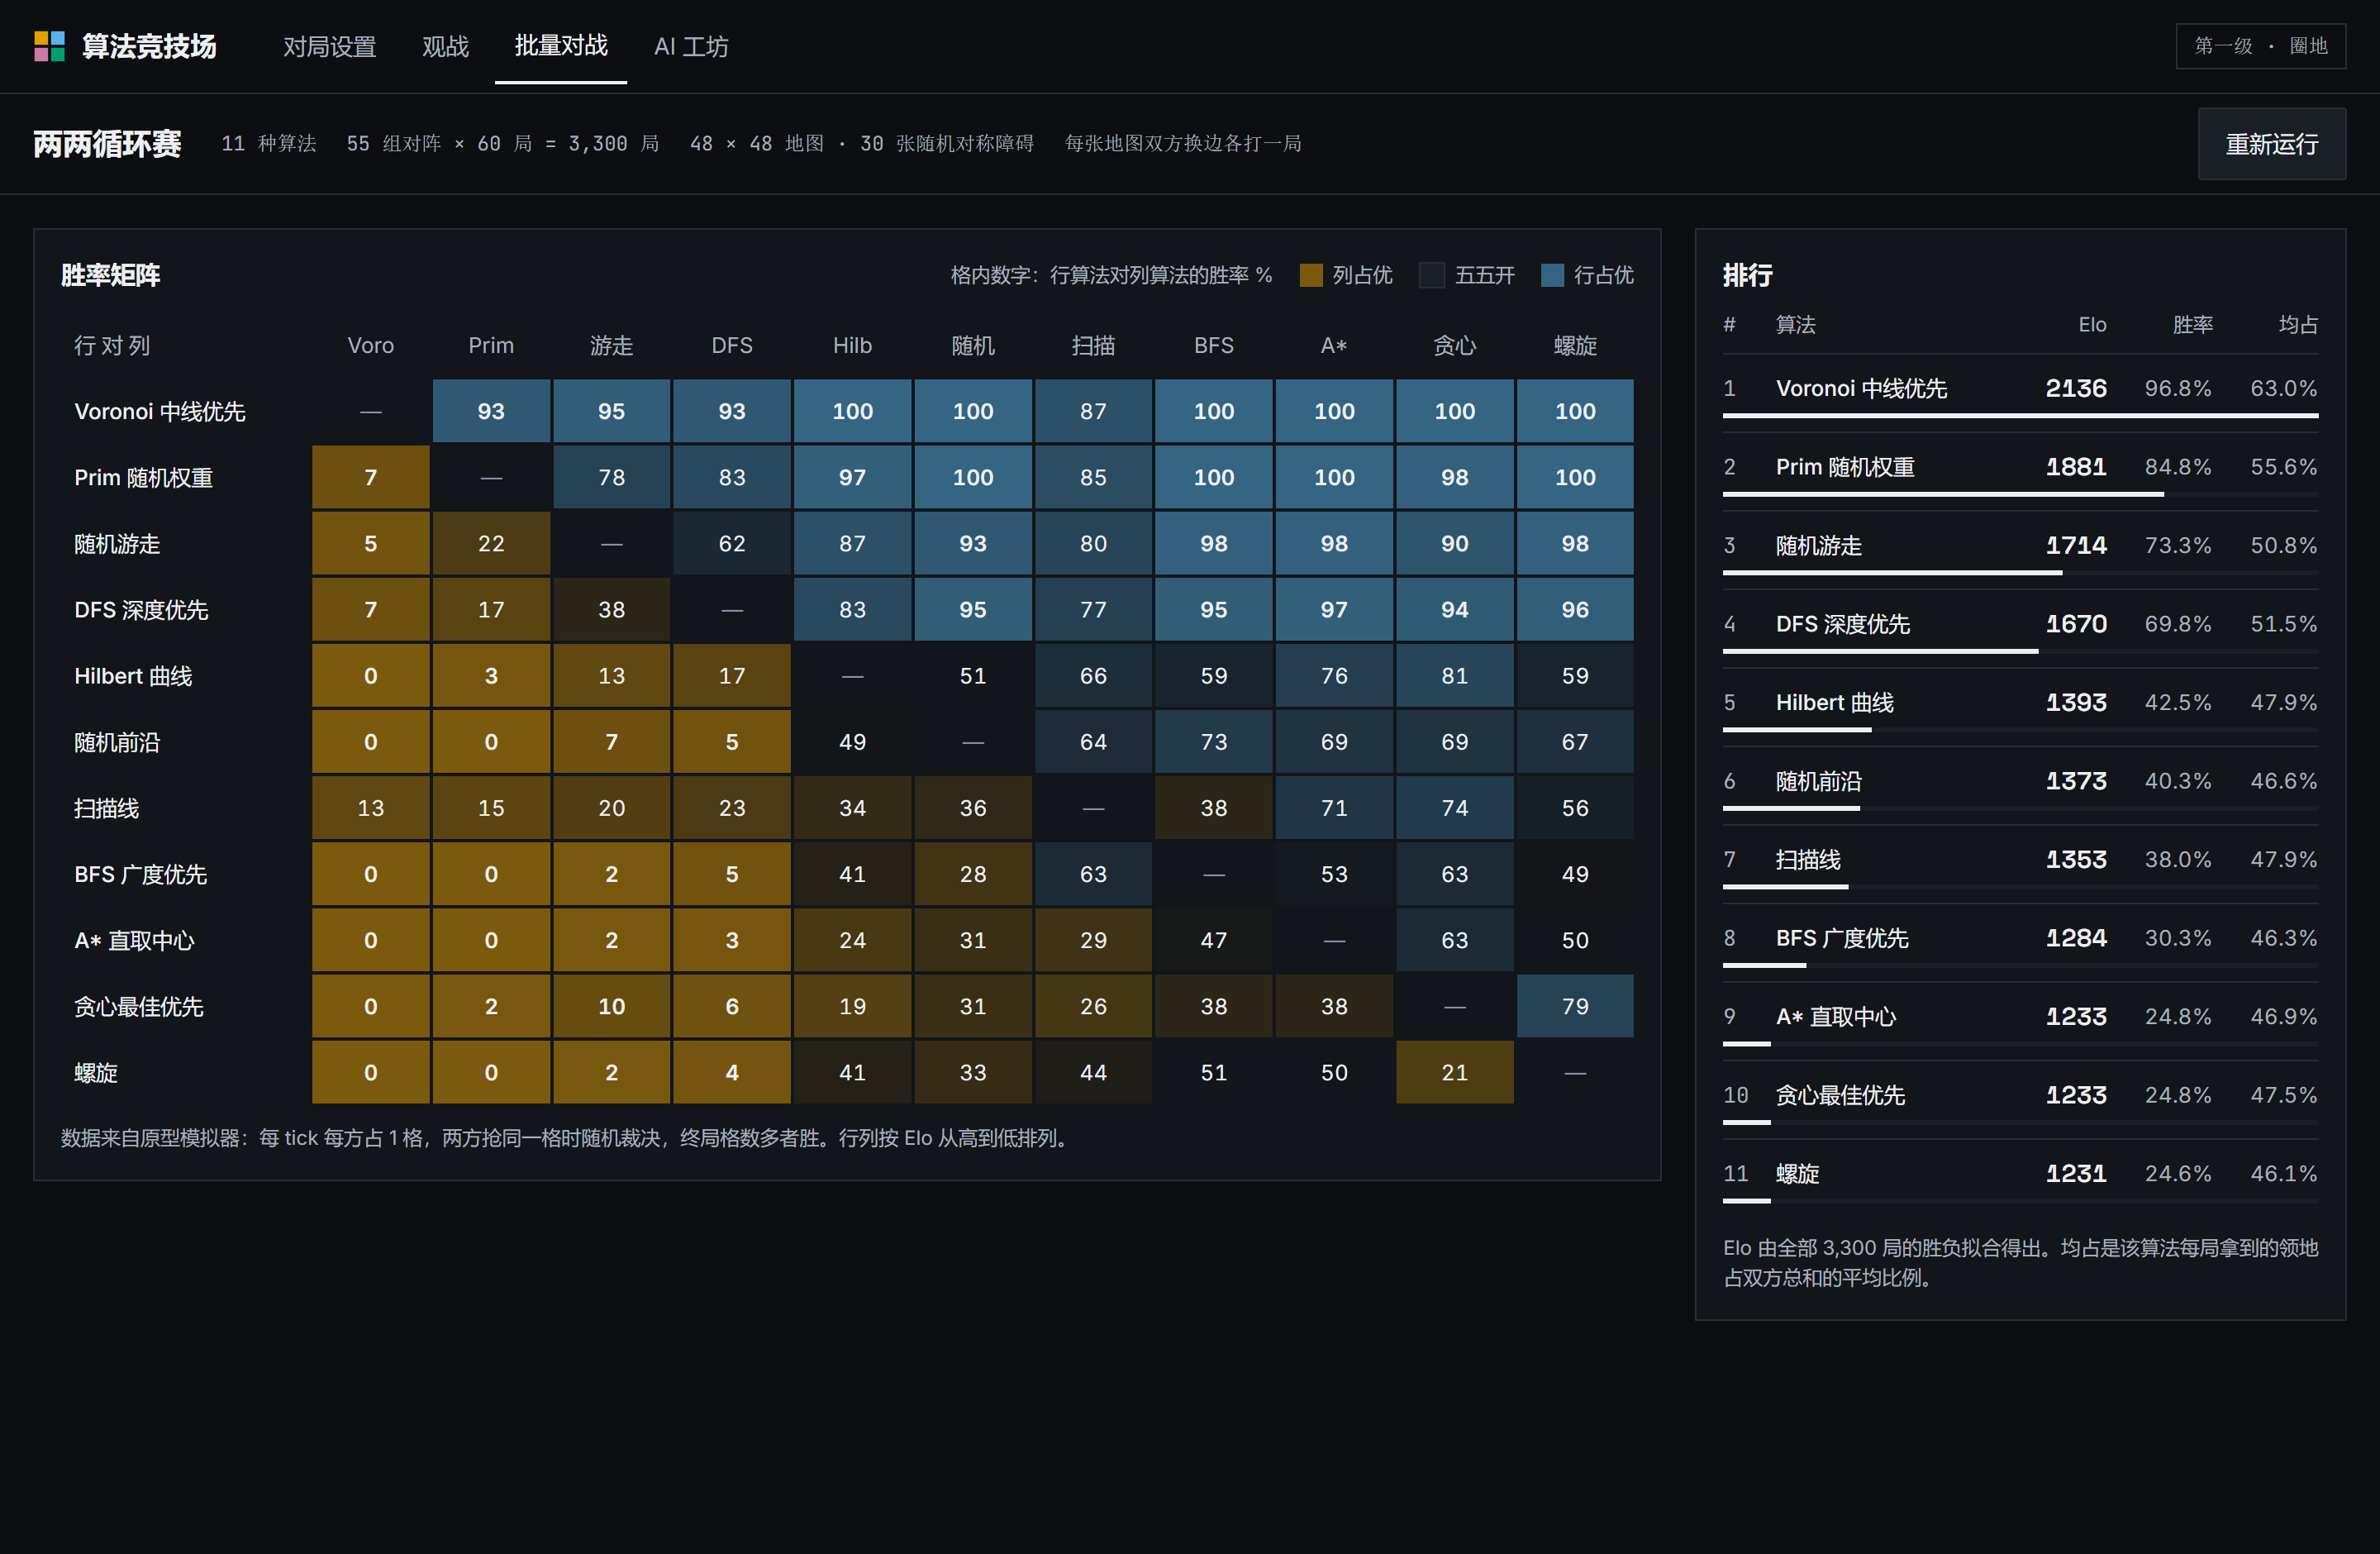 算法竞技场 对局设置 观战 批量对战 AI 工坊 第一级 · 圈地
两两循环赛 11 种算法 55 组对阵 × 60 局 = 3,300 局 48 × 48 地图 · 30 张随机对称障碍 每张地图双方换边各打一局 重新运行
胜率矩阵 格内数字：行算法对列算法的胜率 % 列占优 五五开 行占优
行 对 列 Voro Prim 游走 DFS Hilb 随机 扫描 BFS A* 贪心 螺旋
Voronoi 中线优先 — 93 95 93 100 100 87 100 100 100 100
Prim 随机权重 7 — 78 83 97 100 85 100 100 98 100
随机游走 5 22 — 62 87 93 80 98 98 90 98
DFS 深度优先 7 17 38 — 83 95 77 95 97 94 96
Hilbert 曲线 0 3 13 17 — 51 66 59 76 81 59
随机前沿 0 0 7 5 49 — 64 73 69 69 67
扫描线 13 15 20 23 34 36 — 38 71 74 56
BFS 广度优先 0 0 2 5 41 28 63 — 53 63 49
A* 直取中心 0 0 2 3 24 31 29 47 — 63 50
贪心最佳优先 0 2 10 6 19 31 26 38 38 — 79
螺旋 0 0 2 4 41 33 44 51 50 21 —
数据来自原型模拟器：每 tick 每方占 1 格，两方抢同一格时随机裁决，终局格数多者胜。行列按 Elo 从高到低排列。
排行
# 算法 Elo 胜率 均占
1 Voronoi 中线优先 2136 96.8% 63.0%
2 Prim 随机权重 1881 84.8% 55.6%
3 随机游走 1714 73.3% 50.8%
4 DFS 深度优先 1670 69.8% 51.5%
5 Hilbert 曲线 1393 42.5% 47.9%
6 随机前沿 1373 40.3% 46.6%
7 扫描线 1353 38.0% 47.9%
8 BFS 广度优先 1284 30.3% 46.3%
9 A* 直取中心 1233 24.8% 46.9%
10 贪心最佳优先 1233 24.8% 47.5%
11 螺旋 1231 24.6% 46.1%
Elo 由全部 3,300 局的胜负拟合得出。均占是该算法每局拿到的领地
占双方总和的平均比例。